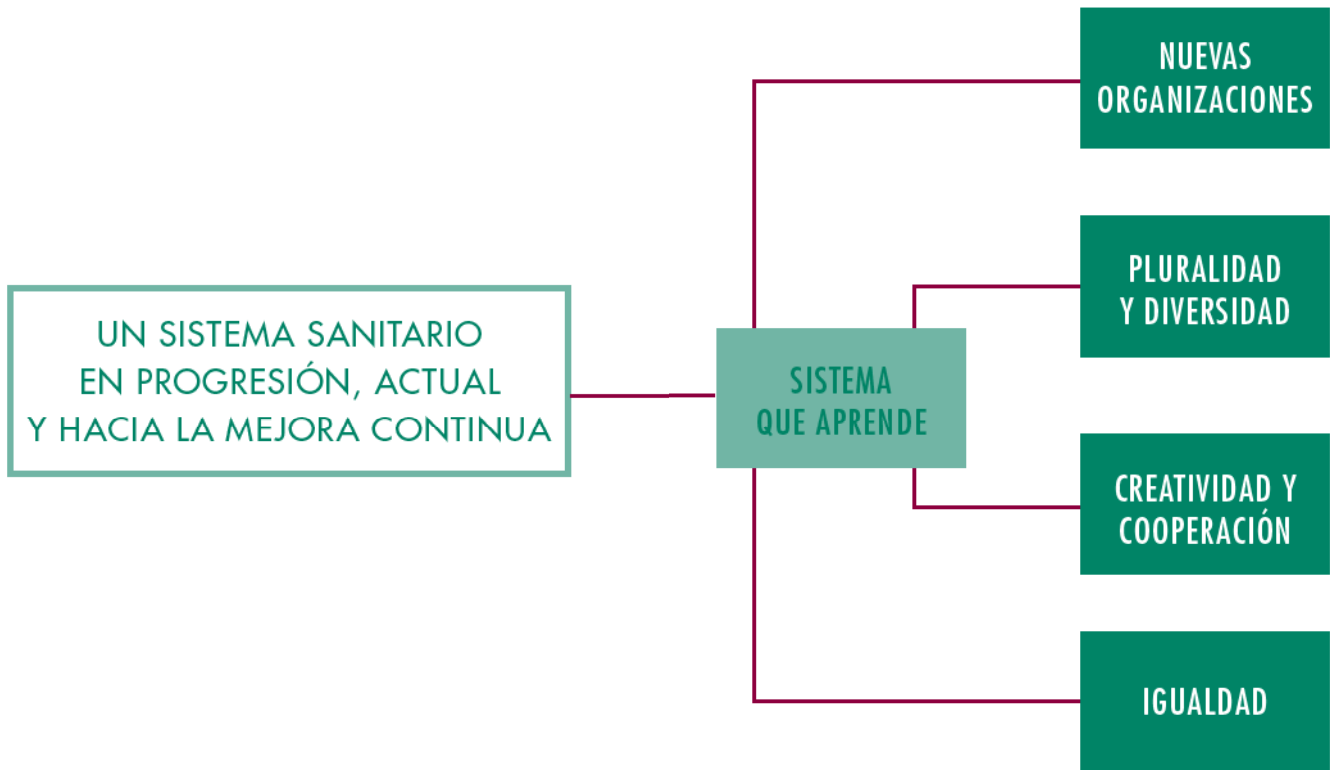 UN SISTEMA SANITARIO
EN PROGRESIÓN, ACTUAL
Y HACIA LA MEJORA CONTINUA
SISTEMA
QUE APRENDE
NUEVAS
ORGANIZACIONES
PLURALIDAD
Y DIVERSIDAD
CREATIVIDAD Y
COOPERACIÓN
IGUALDAD